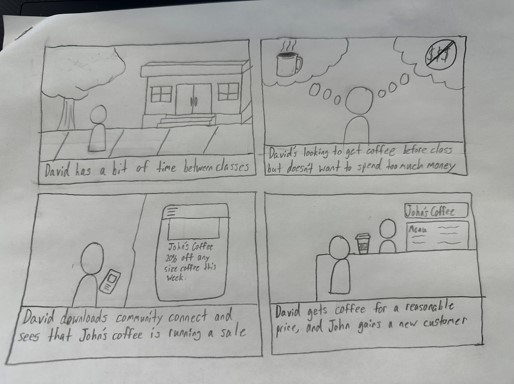 David has a bit of time between classes
$$$
David's looking to get coffee before class
but doesn't want to spend too much money
John's Coffee
20% off any
size coffee this
week
David downloads community connect and
sees that John's coffee is running a sale
John's Coffee
Menu
David gets coffee for a reasonable
price, and John gains a new customer